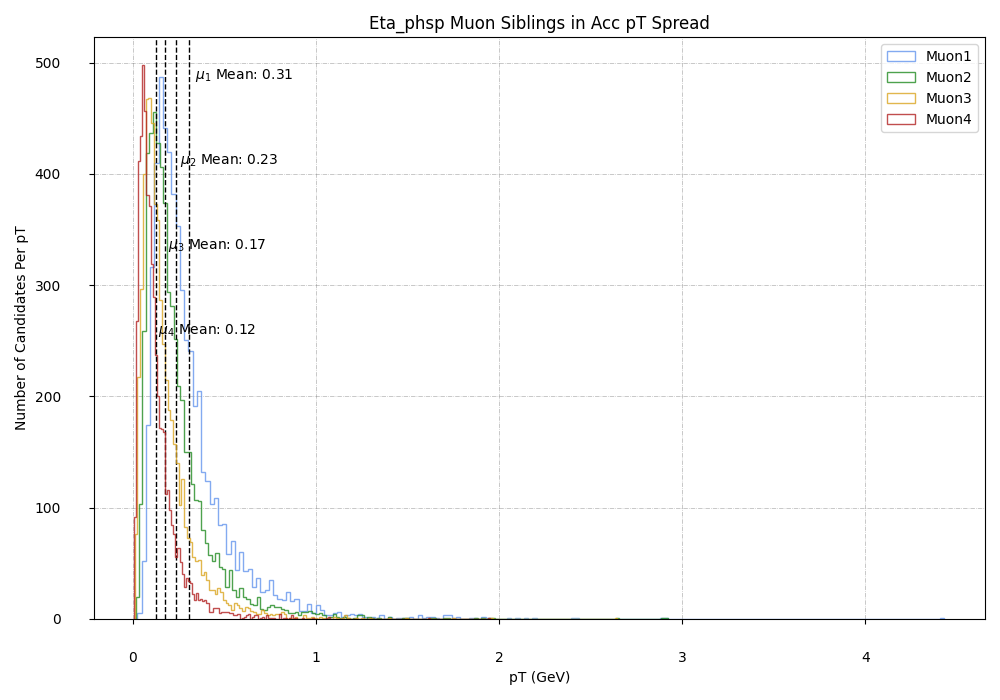 Eta_phsp Muon Siblings in Acc pT Spread
Number of Candidates Per pT
500
400
300
200
100
0
μ1 Mean: 0.31
μ2 Mean: 0.23
μ3 Mean: 0.17
μ4 Mean: 0.12
Muon1
Muon2
Muon3
Muon4
0
1
2
3
4
pT (GeV)